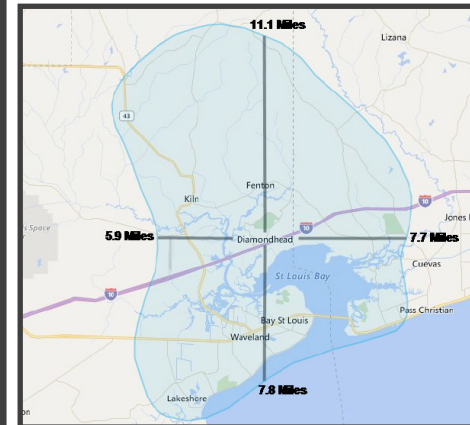 11.1 Miles
Lizana
43
Fenton
Kiln
10
10
Jones
s Space
5.9 Miles
Diamondhead
7.7 Miles
Cuevas
St Louis Bay
10
Pass Christian
Bay St Louis
Waveland
7.8 Miles
Lakeshore
on